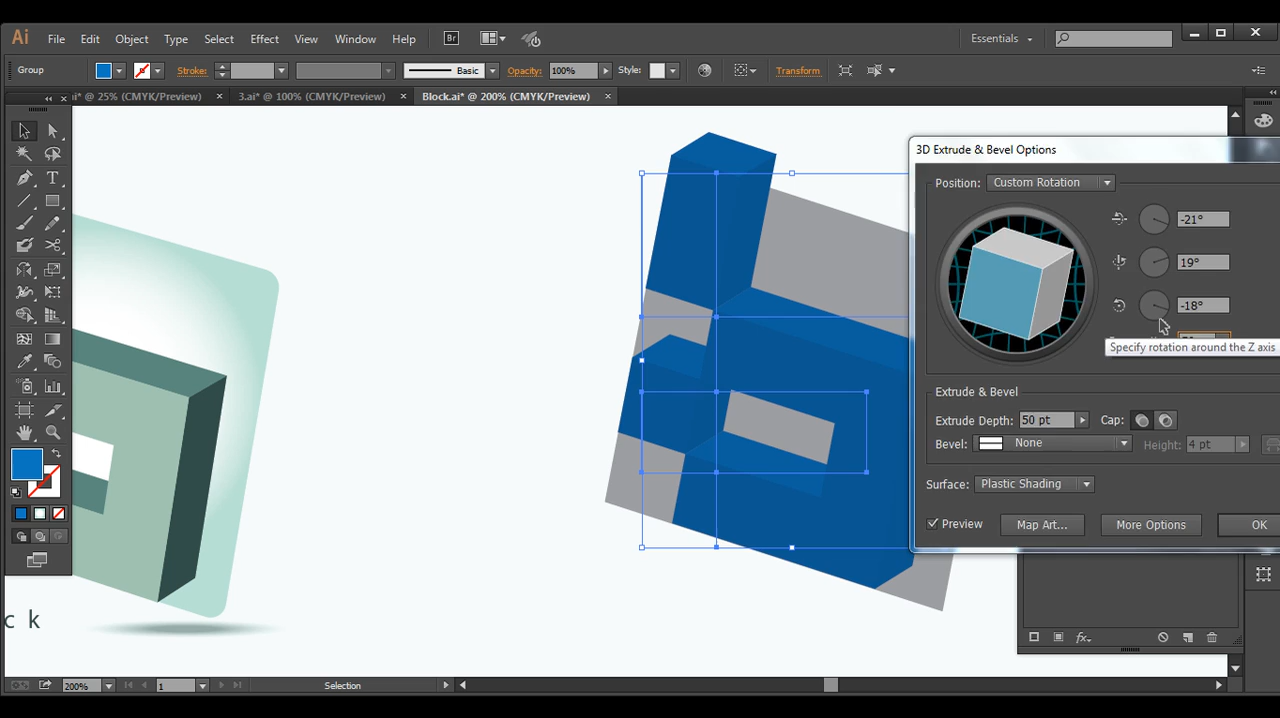 Ai File Edit Object Type Select Effect View Window Help Br Essentials
Group Stroke: Basic Opacity: 100% Style: Transform
i* @ 25% (CMYK/Preview) × 3.ai* @ 100% (CMYK/Preview) × Block.ai* @ 200% (CMYK/Preview) ×
3D Extrude & Bevel Options
Position: Custom Rotation
-21°
19°
-18°
Specify rotation around the Z axis
Extrude & Bevel
Extrude Depth: 50 pt Cap:
Bevel: None Height: 4 pt
Surface: Plastic Shading
Preview Map Art... More Options OK
c k
fx
200% 1 Selection